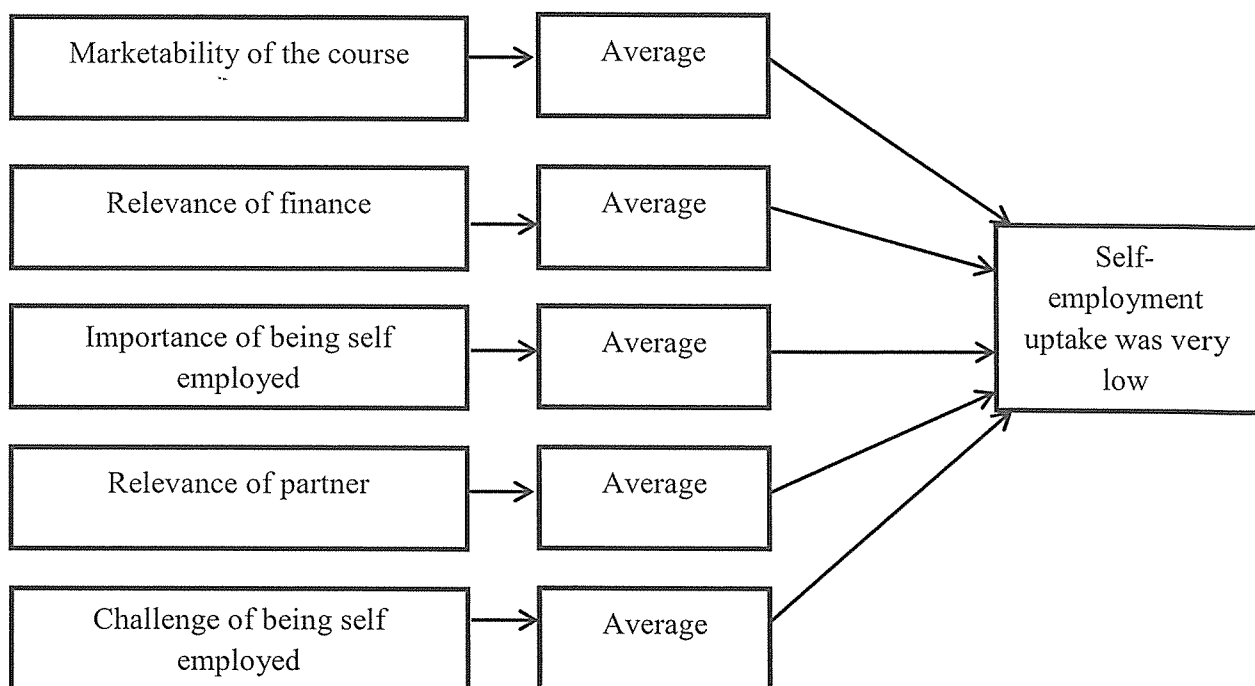 Marketability of the course
Average
Relevance of finance
Average
Importance of being self
employed
Average
Relevance of partner
Average
Challenge of being self
employed
Average
Self-
employment
uptake was very
low